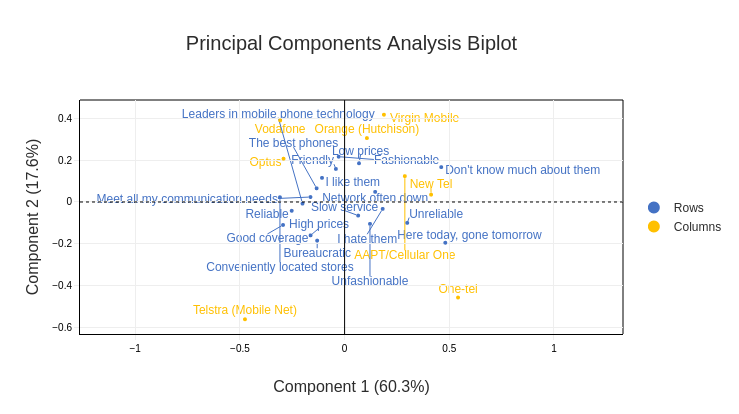 Principal Components Analysis Biplot
Component 2 (17.6%)
0.4
0.2
0
−0.2
−0.4
−0.6
Leaders in mobile phone technology
Virgin Mobile
Vodafone
Orange (Hutchison)
The best phones
Low prices
Optus
Friendly
Fashionable
Don't know much about them
I like them
New Tel
Meet all my communication needs
Network often down
Slow service
Reliable
Unreliable
High prices
Good coverage
I hate them
Here today, gone tomorrow
Bureaucratic
AAPT/Cellular One
Conveniently located stores
Unfashionable
One-tel
Telstra (Mobile Net)
−1
−0.5
0
0.5
1
Component 1 (60.3%)
Rows
Columns